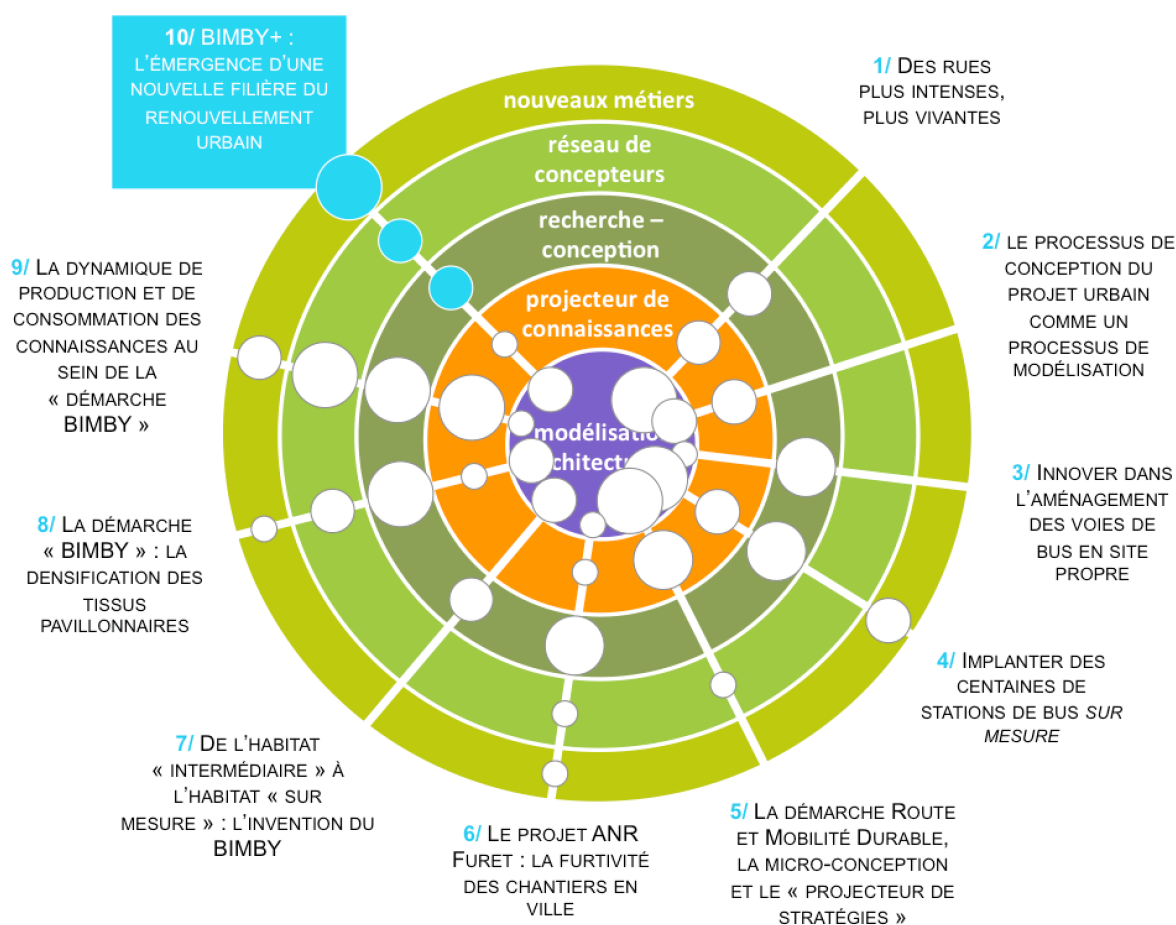 10/ BIMBY+ :
L'ÉMERGENCE D'UNE
NOUVELLE FILIÈRE DU
RENOUVELLEMENT
URBAIN
1/ DES RUES
PLUS INTENSES,
PLUS VIVANTES
2/ LE PROCESSUS DE
CONCEPTION DU
PROJET URBAIN
COMME UN
PROCESSUS DE
MODÉLISATION
3/ INNOVER DANS
L'AMÉNAGEMENT
DES VOIES DE
BUS EN SITE
PROPRE
4/ IMPLANTER DES
CENTAINES DE
STATIONS DE BUS SUR
MESURE
5/ LA DÉMARCHE ROUTE
ET MOBILITÉ DURABLE,
LA MICRO-CONCEPTION
ET LE « PROJECTEUR DE
STRATÉGIES »
6/ LE PROJET ANR
FURET : LA FURTIVITÉ
DES CHANTIERS EN
VILLE
7/ DE L'HABITAT
« INTERMÉDIAIRE » À
L'HABITAT « SUR
MESURE » : L'INVENTION DU
BIMBY
8/ LA DÉMARCHE
« BIMBY » : LA
DENSIFICATION DES
TISSUS
PAVILLONNAIRES
9/ LA DYNAMIQUE DE
PRODUCTION ET DE
CONSOMMATION DES
CONNAISSANCES AU
SEIN DE LA
« DÉMARCHE
BIMBY »
nouveaux métiers
réseau de
concepteurs
recherche –
conception
projecteur de
connaissances